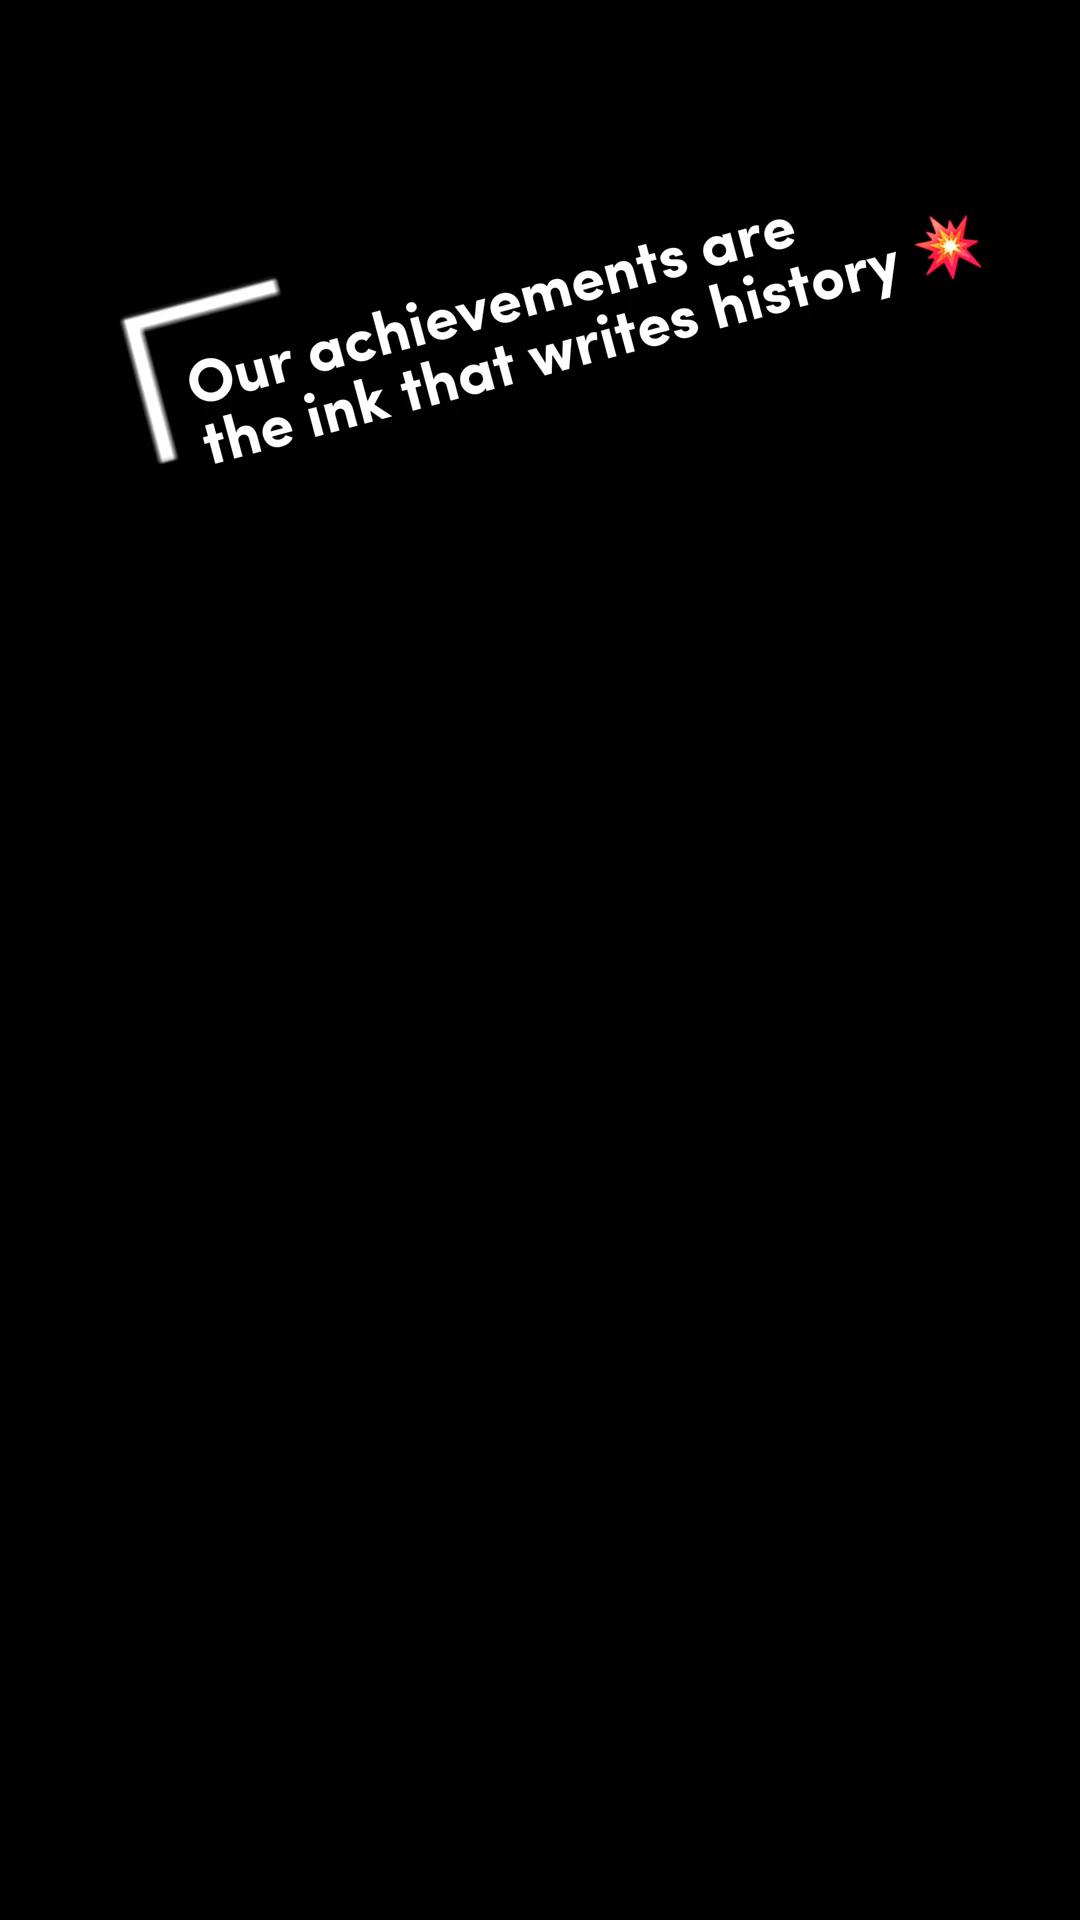 Our achievements are
the ink that writes history 💥